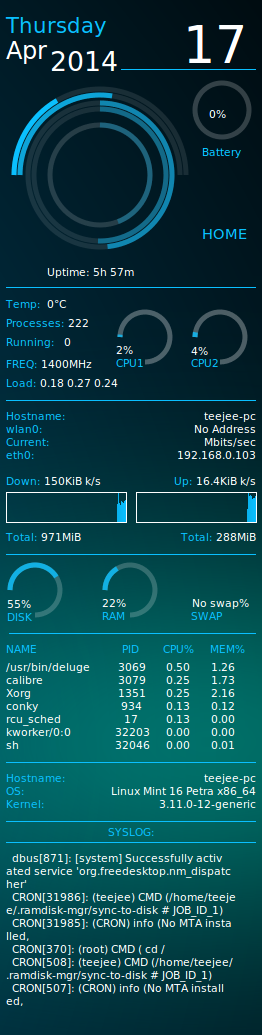 Thursday
Apr 2014 17
0%
Battery
HOME
Uptime: 5h 57m
Temp: 0°C
Processes: 222
Running: 0
FREQ: 1400MHz
Load: 0.18 0.27 0.24
2%
CPU1
4%
CPU2
Hostname: teejee-pc
wlan0: No Address
Current: Mbits/sec
eth0: 192.168.0.103
Down: 150KiB k/s Up: 16.4KiB k/s
Total: 971MiB Total: 288MiB
55%
DISK
22%
RAM
No swap%
SWAP
NAME PID CPU% MEM%
/usr/bin/deluge 3069 0.50 1.26
calibre 3079 0.25 1.73
Xorg 1351 0.25 2.16
conky 934 0.13 0.12
rcu_sched 17 0.13 0.00
kworker/0:0 32203 0.00 0.00
sh 32046 0.00 0.01
Hostname: teejee-pc
OS: Linux Mint 16 Petra x86_64
Kernel: 3.11.0-12-generic
SYSLOG:
dbus[871]: [system] Successfully activ
ated service 'org.freedesktop.nm_dispatc
her'
CRON[31986]: (teejee) CMD (/home/teeje
e/.ramdisk-mgr/sync-to-disk # JOB_ID_1)
CRON[31985]: (CRON) info (No MTA insta
lled,
CRON[370]: (root) CMD ( cd /
CRON[508]: (teejee) CMD (/home/teejee/
.ramdisk-mgr/sync-to-disk # JOB_ID_1)
CRON[507]: (CRON) info (No MTA install
ed,